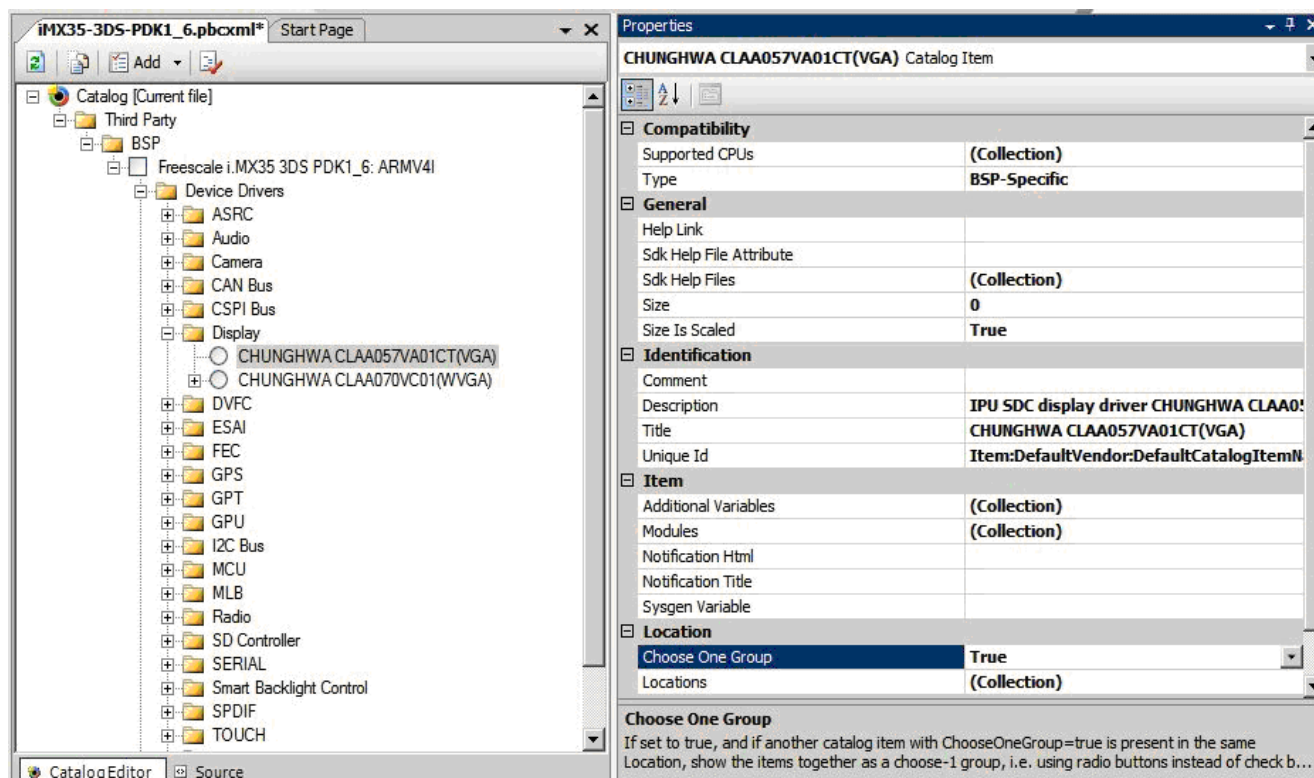 iMX35-3DS-PDK1_6.pbcxml* Start Page
Add
Catalog [Current file]
Third Party
BSP
Freescale i.MX35 3DS PDK1_6: ARMV4I
Device Drivers
ASRC
Audio
Camera
CAN Bus
CSPI Bus
Display
CHUNGHWA CLAA057VA01CT(VGA)
CHUNGHWA CLAA070VC01(WVGA)
DVFC
ESAI
FEC
GPS
GPT
GPU
I2C Bus
MCU
MLB
Radio
SD Controller
SERIAL
Smart Backlight Control
SPDIF
TOUCH
Catalog Editor Source
Properties
CHUNGHWA CLAA057VA01CT(VGA) Catalog Item
Compatibility
Supported CPUs (Collection)
Type BSP-Specific
General
Help Link
Sdk Help File Attribute
Sdk Help Files (Collection)
Size 0
Size Is Scaled True
Identification
Comment
Description IPU SDC display driver CHUNGHWA CLAA05
Title CHUNGHWA CLAA057VA01CT(VGA)
Unique Id Item:DefaultVendor:DefaultCatalogItemN
Item
Additional Variables (Collection)
Modules (Collection)
Notification Html
Notification Title
Sysgen Variable
Location
Choose One Group True
Locations (Collection)
Choose One Group
If set to true, and if another catalog item with ChooseOneGroup=true is present in the same
Location, show the items together as a choose-1 group, i.e. using radio buttons instead of check b...